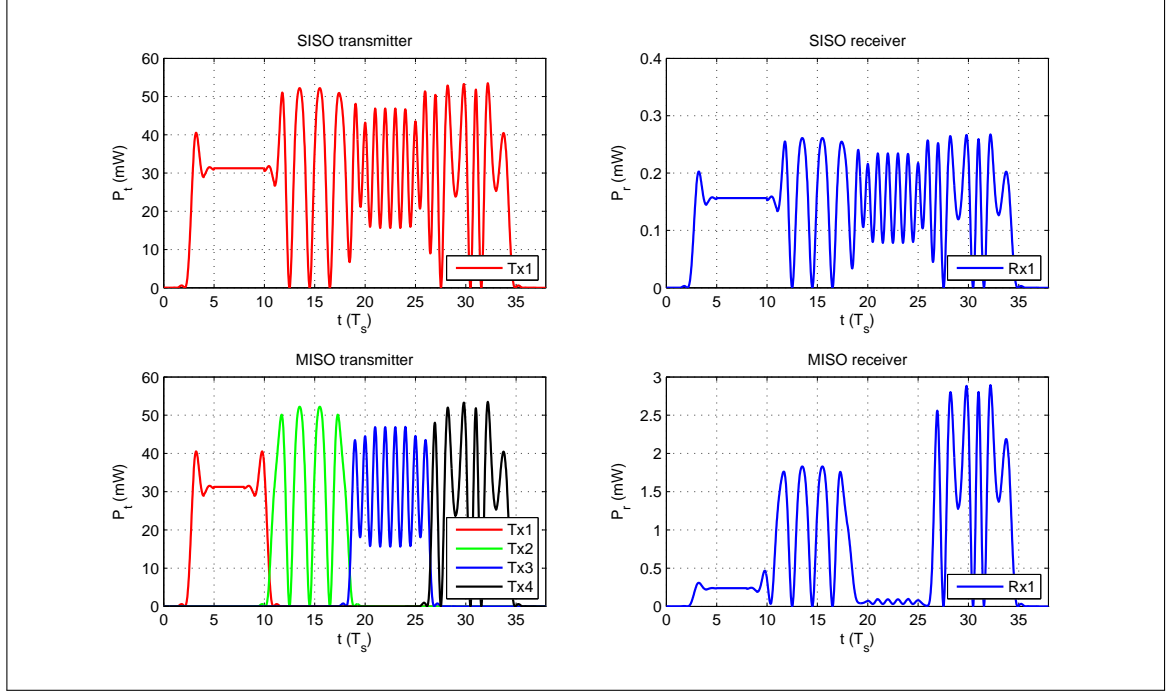 SISO transmitter
60
50
40
30
20
10
0
P_t (mW)
0 5 10 15 20 25 30 35
t (T_s)
Tx1
SISO receiver
0.4
0.3
0.2
0.1
0
P_r (mW)
0 5 10 15 20 25 30 35
t (T_s)
Rx1
MISO transmitter
60
50
40
30
20
10
0
P_t (mW)
0 5 10 15 20 25 30 35
t (T_s)
Tx1
Tx2
Tx3
Tx4
MISO receiver
3
2.5
2
1.5
1
0.5
0
P_r (mW)
0 5 10 15 20 25 30 35
t (T_s)
Rx1